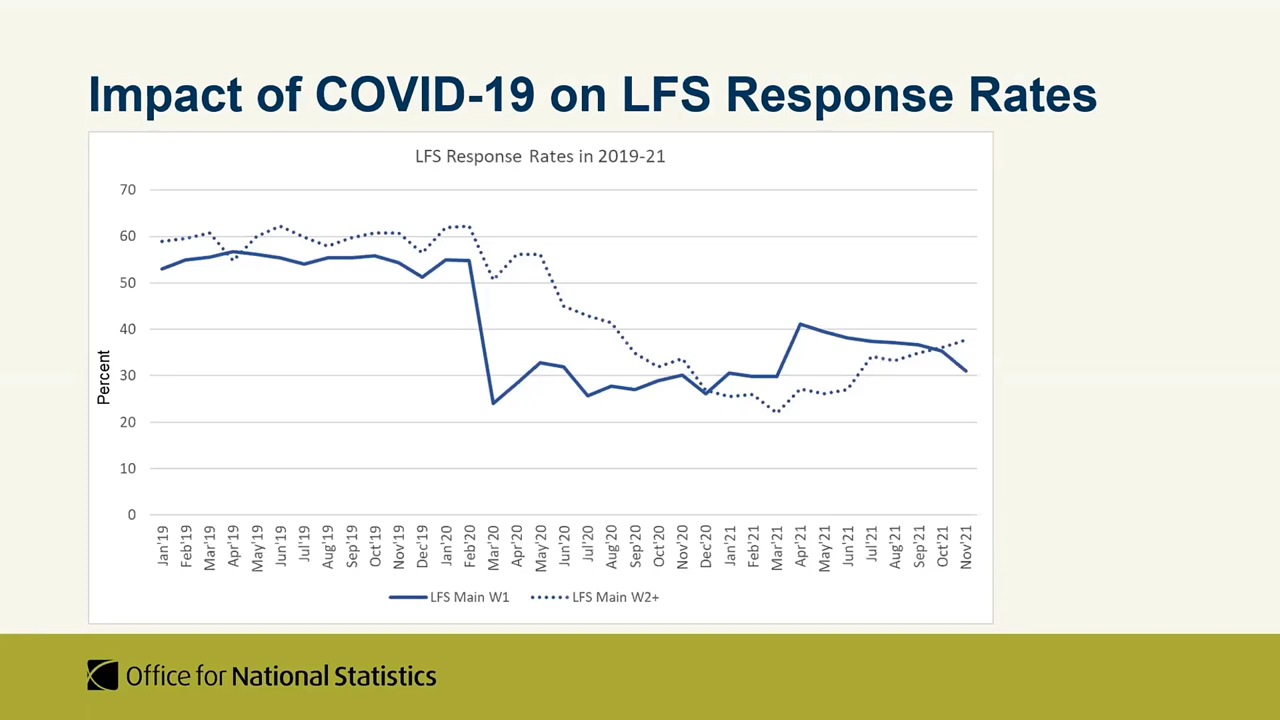 Impact of COVID-19 on LFS Response Rates
LFS Response Rates in 2019-21
70
60
50
40
30
20
10
0
Percent
Jan'19
Feb'19
Mar'19
Apr'19
May'19
Jun'19
Jul'19
Aug'19
Sep'19
Oct'19
Nov'19
Dec'19
Jan'20
Feb'20
Mar'20
Apr'20
May'20
Jun'20
Jul'20
Aug'20
Sep'20
Oct'20
Nov'20
Dec'20
Jan'21
Feb'21
Mar'21
Apr'21
May'21
Jun'21
Jul'21
Aug'21
Sep'21
Oct'21
Nov'21
LFS Main W1
LFS Main W2+
Office for National Statistics